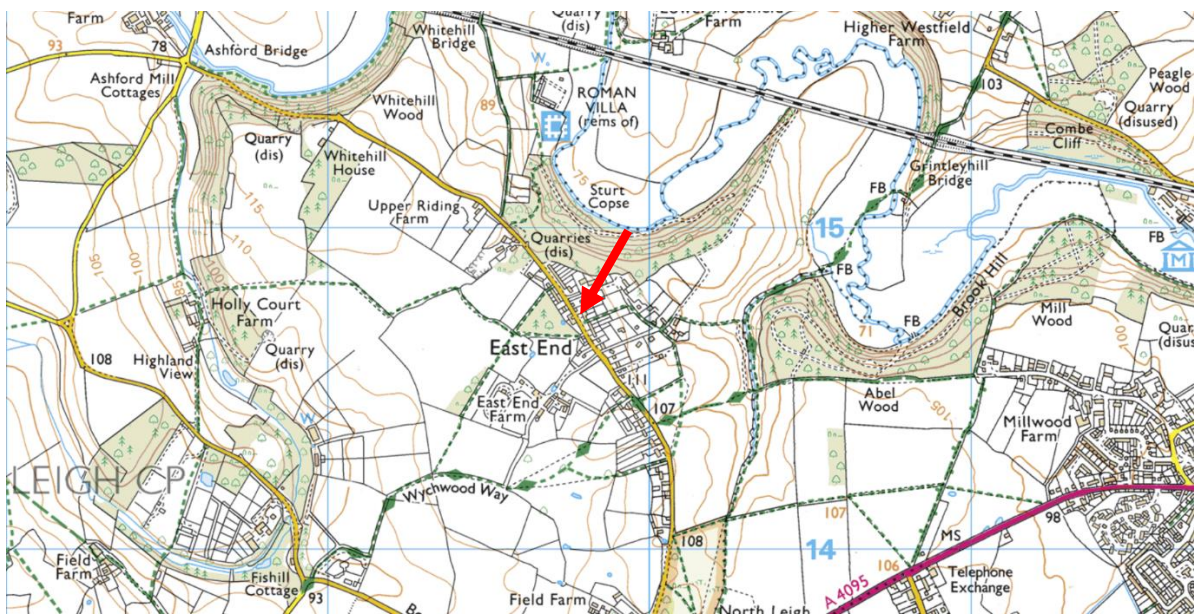 Farm
93
78
Ashford Bridge
Ashford Mill
Cottages
Whitehill
Bridge
Quarry
(dis)
Farm
Higher Westfield
Farm
103
Peagle
Wood
Quarry
(disused)
Combe
Cliff
Whitehill
Wood
89
W
ROMAN
VILLA
(rems of)
Quarry
(dis)
Whitehill
House
75
Sturt
Copse
Grintleyhill
Bridge
FB
Upper Riding
Farm
115
110
105
100
100
85
Quarries
(dis)
15
FB
FB
M
Holly Court
Farm
Quarry
(dis)
108
Highland
View
East End
111
107
East End
Farm
71
FB
Brook Hill
Mill
Wood
100
Abel
Wood
105
Millwood
Farm
W
LEIGH CP
Wychwood Way
107
98
108
14
106
MS
Telephone
Exchange
A 4095
Field
Farm
Fishill
Cottage
93
Field Farm
North Leigh